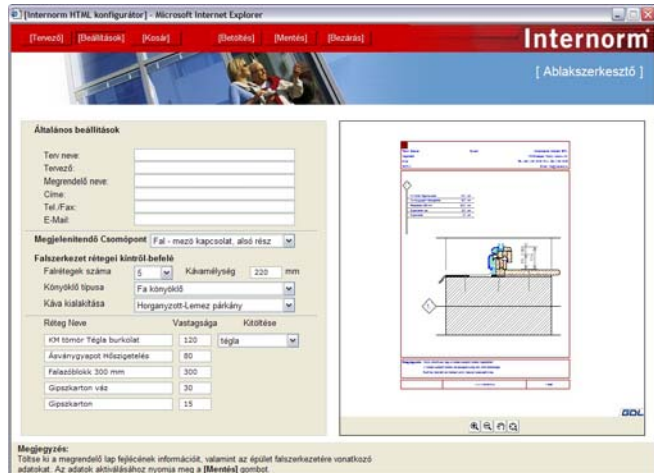 [Internorm HTML konfigurátor] - Microsoft Internet Explorer
[Tervező] [Beállítások] [Kosár] [Betöltés] [Mentés] [Bezárás]
Internorm
[ Ablakszerkesztő ]
Általános beállítások
Terv neve:
Tervező:
Megrendelő neve:
Címe:
Tel./Fax:
E-Mail:
Megjelenítendő Csomópont Fal - mező kapcsolat, alsó rész
Falszerkezet rétegei kintről-befelé
Falrétegek száma 5 Kávamélység 220 mm
Könyöklő típusa Fa könyöklő
Káva kialakítása Horganyzott-Lemez párkány
Réteg Neve Vastagsága Kitöltése
KM tömör Tégla burkolat 120 tégla
Ásványgyapot Hőszigetelés 80
Falazóblokk 300 mm 300
Gipszkarton váz 30
Gipszkarton 15
GDL
Megjegyzés:
Töltse ki a megrendelő lap fejlécének információit, valamint az épület falszerkezetére vonatkozó
adatokat. Az adatok aktiválásához nyomja meg a [Mentés] gombot.